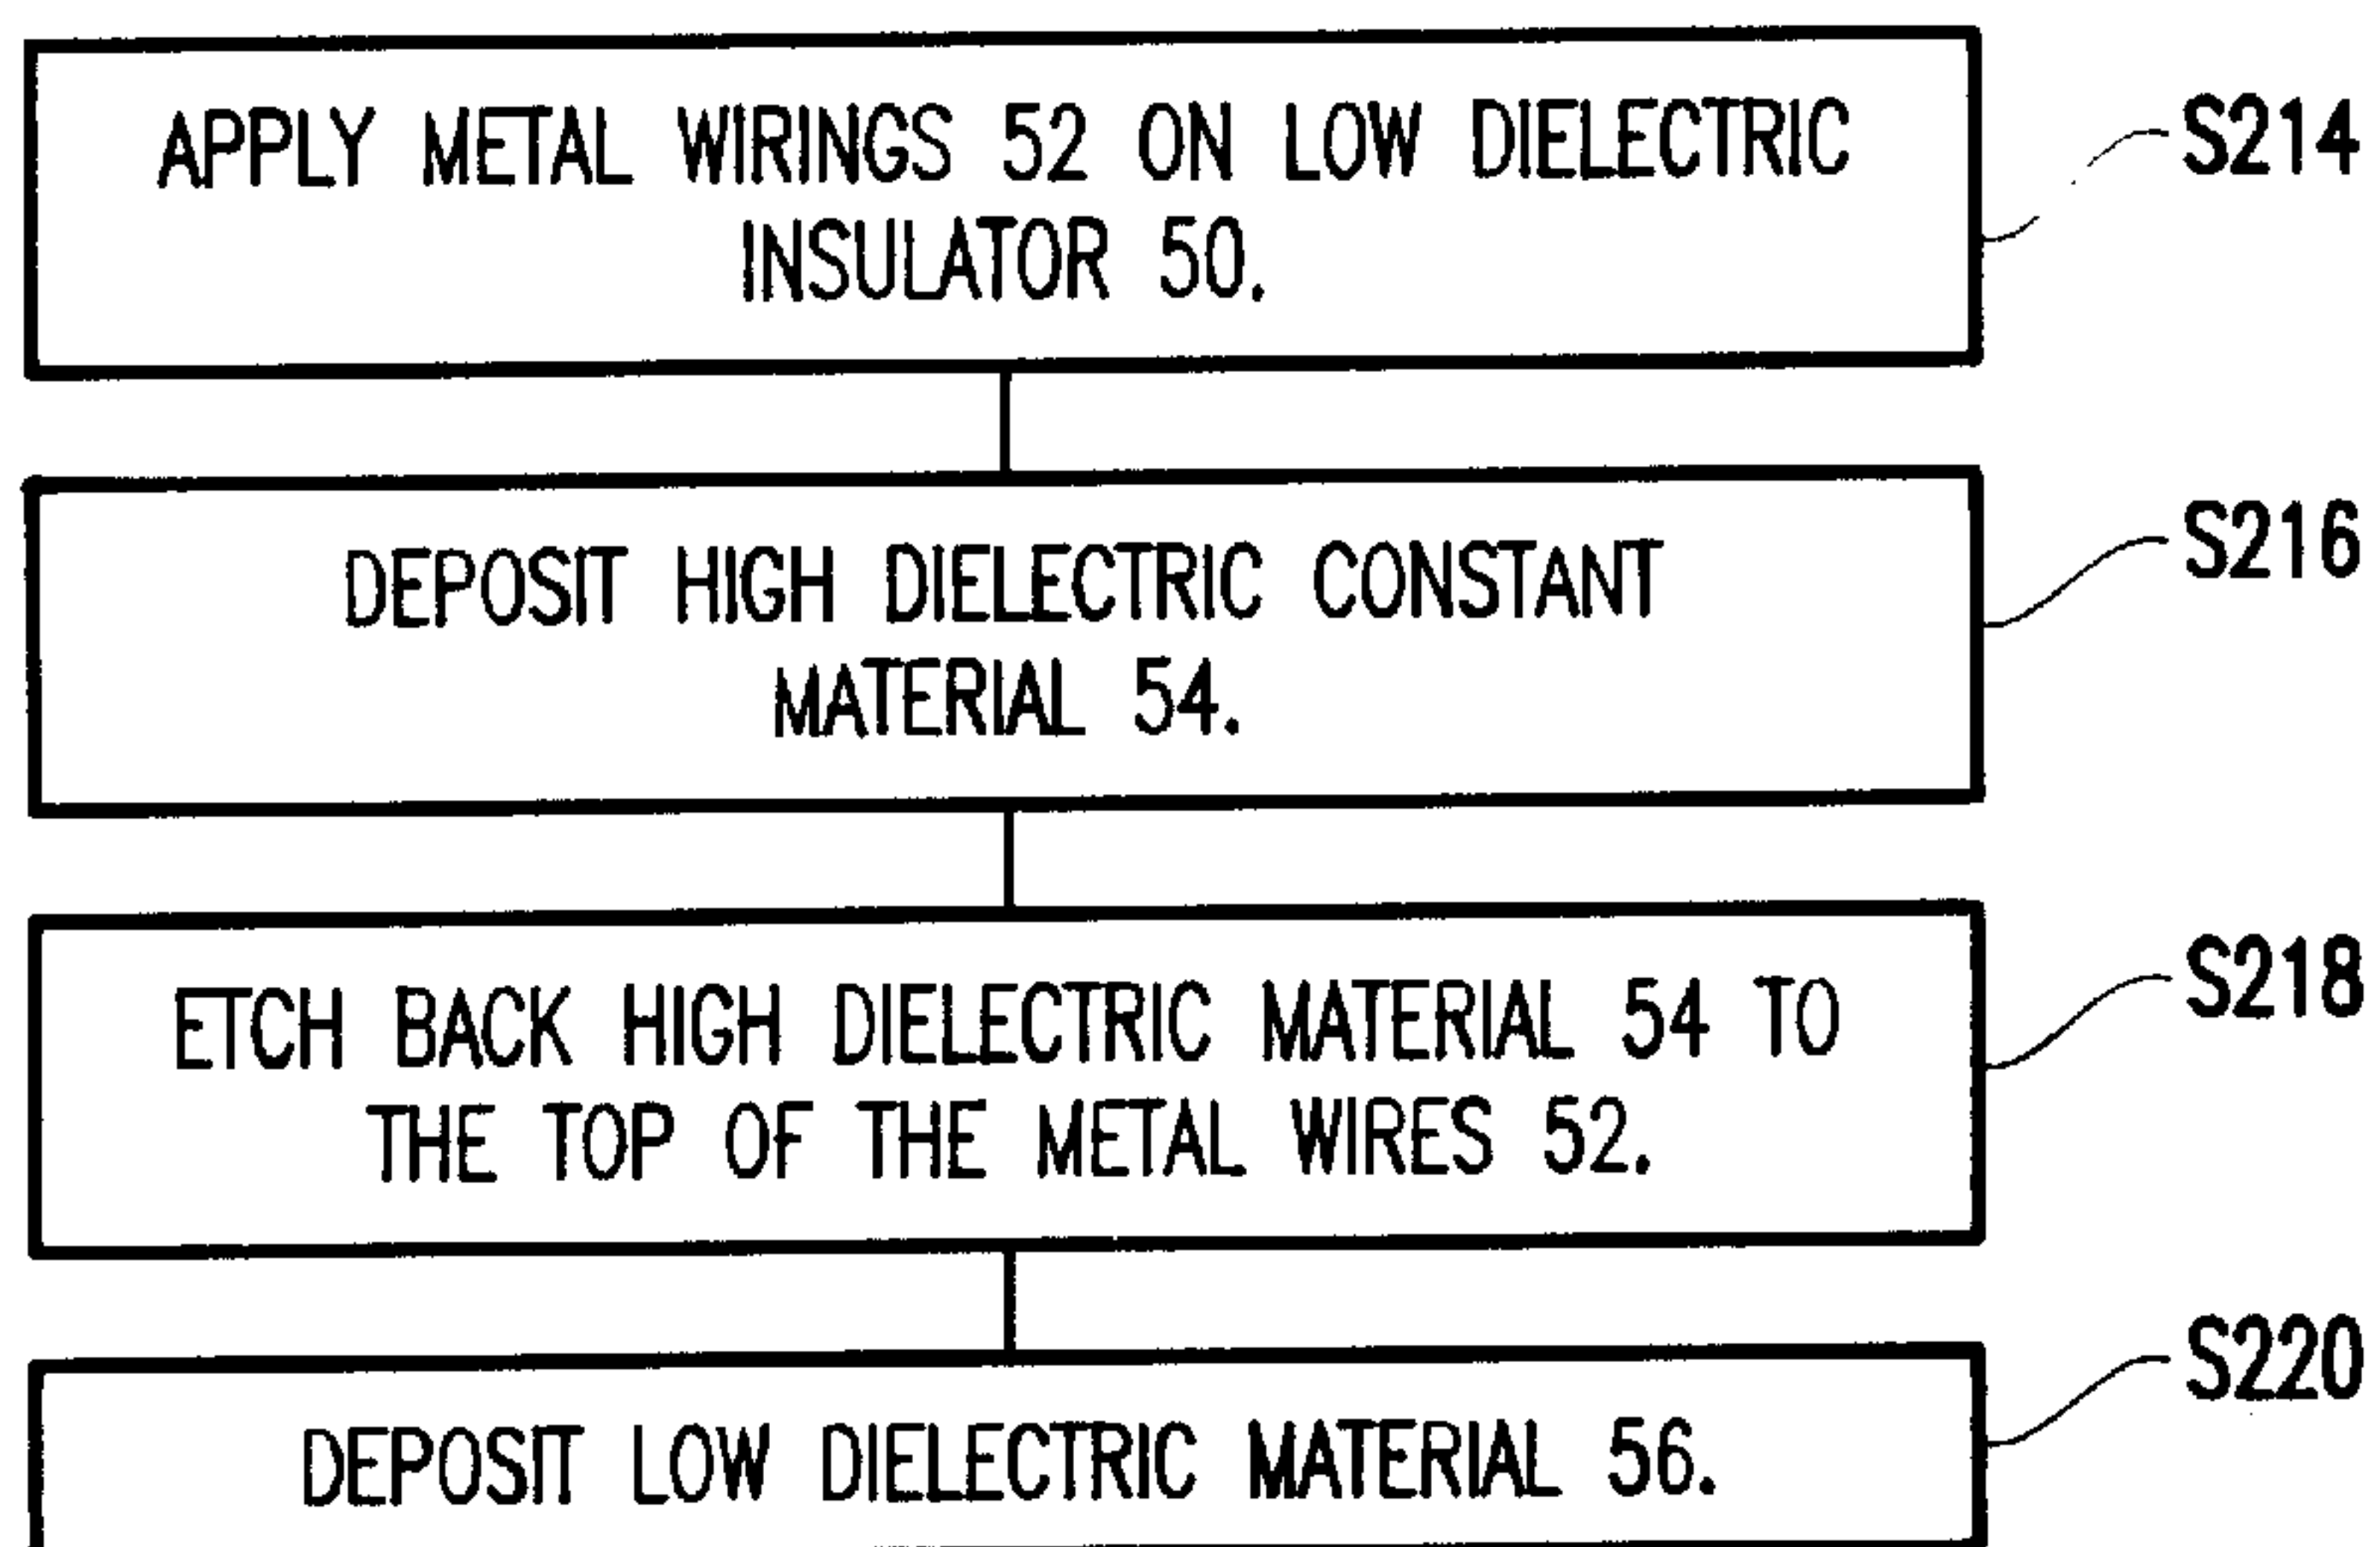 APPLY METAL WIRINGS 52 ON LOW DIELECTRIC
INSULATOR 50.
S214
DEPOSIT HIGH DIELECTRIC CONSTANT
MATERIAL 54.
S216
ETCH BACK HIGH DIELECTRIC MATERIAL 54 TO
THE TOP OF THE METAL WIRES 52.
S218
DEPOSIT LOW DIELECTRIC MATERIAL 56.
S220